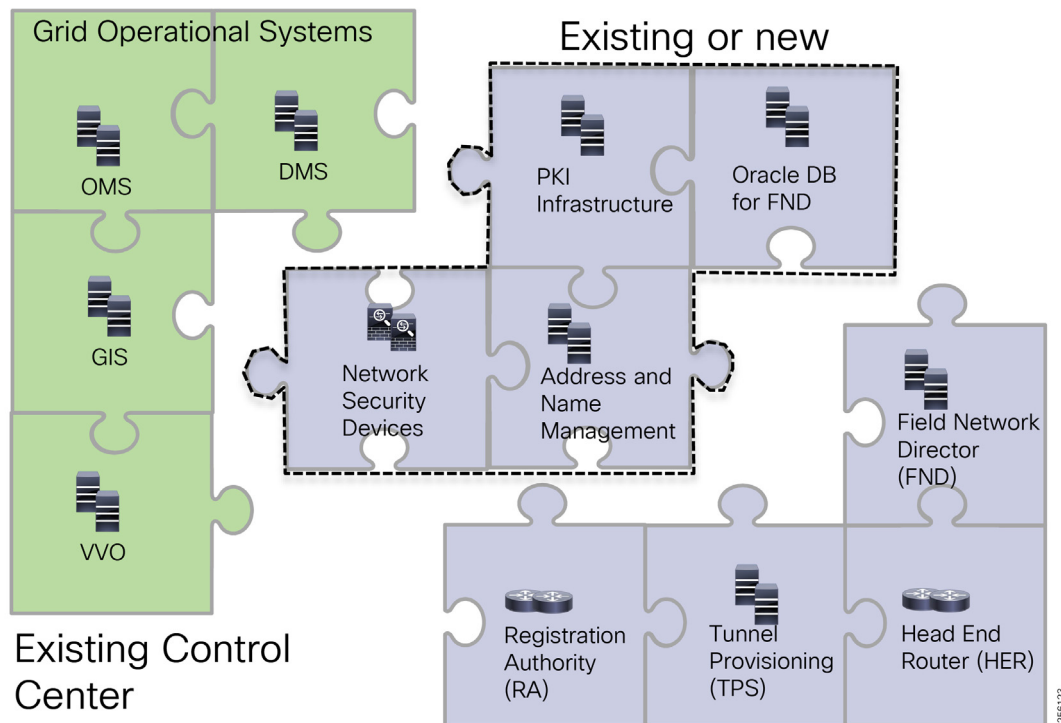 Grid Operational Systems
OMS
DMS
GIS
VVO
Existing Control
Center
Existing or new
PKI
Infrastructure
Oracle DB
for FND
Network
Security
Devices
Address and
Name
Management
Field Network
Director
(FND)
Registration
Authority
(RA)
Tunnel
Provisioning
(TPS)
Head End
Router (HER)